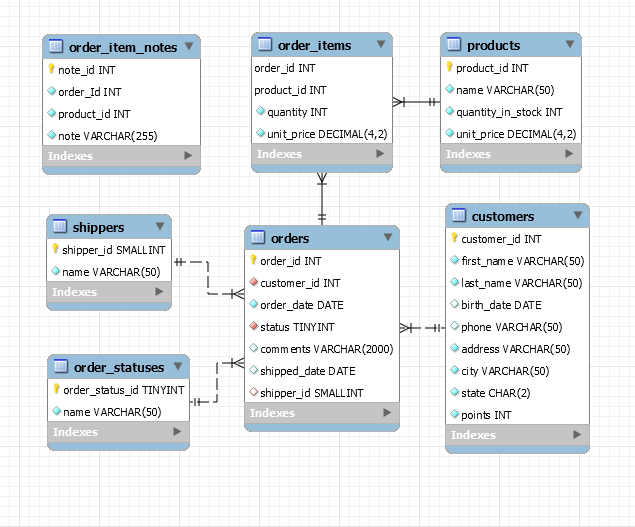 order_item_notes
note_id INT
order_Id INT
product_id INT
note VARCHAR(255)
Indexes
order_items
order_id INT
product_id INT
quantity INT
unit_price DECIMAL(4,2)
Indexes
products
product_id INT
name VARCHAR(50)
quantity_in_stock INT
unit_price DECIMAL(4,2)
Indexes
shippers
shipper_id SMALLINT
name VARCHAR(50)
Indexes
orders
order_id INT
customer_id INT
order_date DATE
status TINYINT
comments VARCHAR(2000)
shipped_date DATE
shipper_id SMALLINT
Indexes
customers
customer_id INT
first_name VARCHAR(50)
last_name VARCHAR(50)
birth_date DATE
phone VARCHAR(50)
address VARCHAR(50)
city VARCHAR(50)
state CHAR(2)
points INT
Indexes
order_statuses
order_status_id TINYINT
name VARCHAR(50)
Indexes